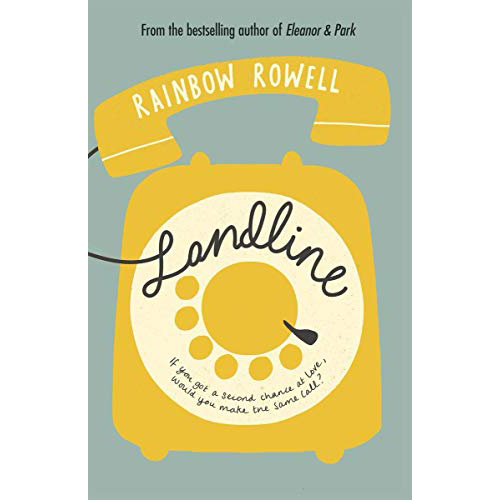 From the bestselling author of Eleanor & Park
RAINBOW ROWELL
Landline
If you got a second chance at love,
would you make the same call?